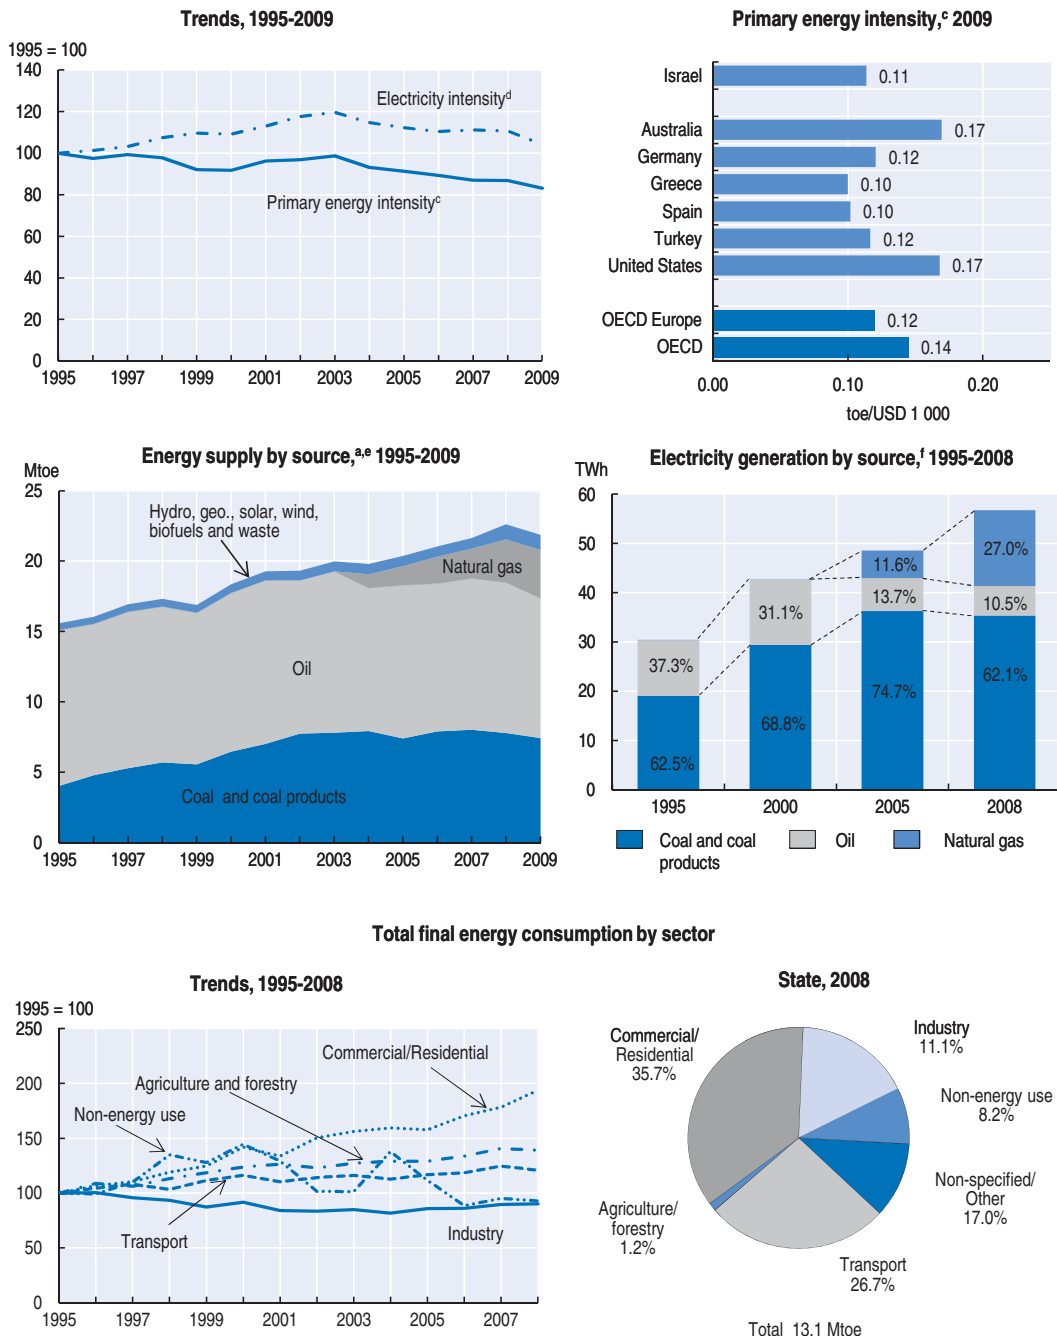 Trends, 1995-2009
1995 = 100
140
120
100
80
60
40
20
0
Electricity intensityd
Primary energy intensityc
1995
1997
1999
2001
2003
2005
2007
2009
Primary energy intensity,c 2009
Israel
0.11
Australia
0.17
Germany
0.12
Greece
0.10
Spain
0.10
Turkey
0.12
United States
0.17
OECD Europe
0.12
OECD
0.14
0.00
0.10
0.20
toe/USD 1 000
Energy supply by source,a,e 1995-2009
Mtoe
25
20
15
10
5
0
Hydro, geo., solar, wind,
biofuels and waste
Natural gas
Oil
Coal and coal products
1995
1997
1999
2001
2003
2005
2007
2009
Electricity generation by source,f 1995-2008
TWh
60
50
40
30
20
10
0
37.3%
62.5%
31.1%
68.8%
11.6%
13.7%
74.7%
27.0%
10.5%
62.1%
1995
2000
2005
2008
Coal and coal
products
Oil
Natural gas
Total final energy consumption by sector
Trends, 1995-2008
1995 = 100
250
200
150
100
50
0
Commercial/Residential
Agriculture and forestry
Non-energy use
Transport
Industry
1995
1997
1999
2001
2003
2005
2007
State, 2008
Commercial/
Residential
35.7%
Industry
11.1%
Non-energy use
8.2%
Non-specified/
Other
17.0%
Agriculture/
forestry
1.2%
Transport
26.7%
Total 13.1 Mtoe